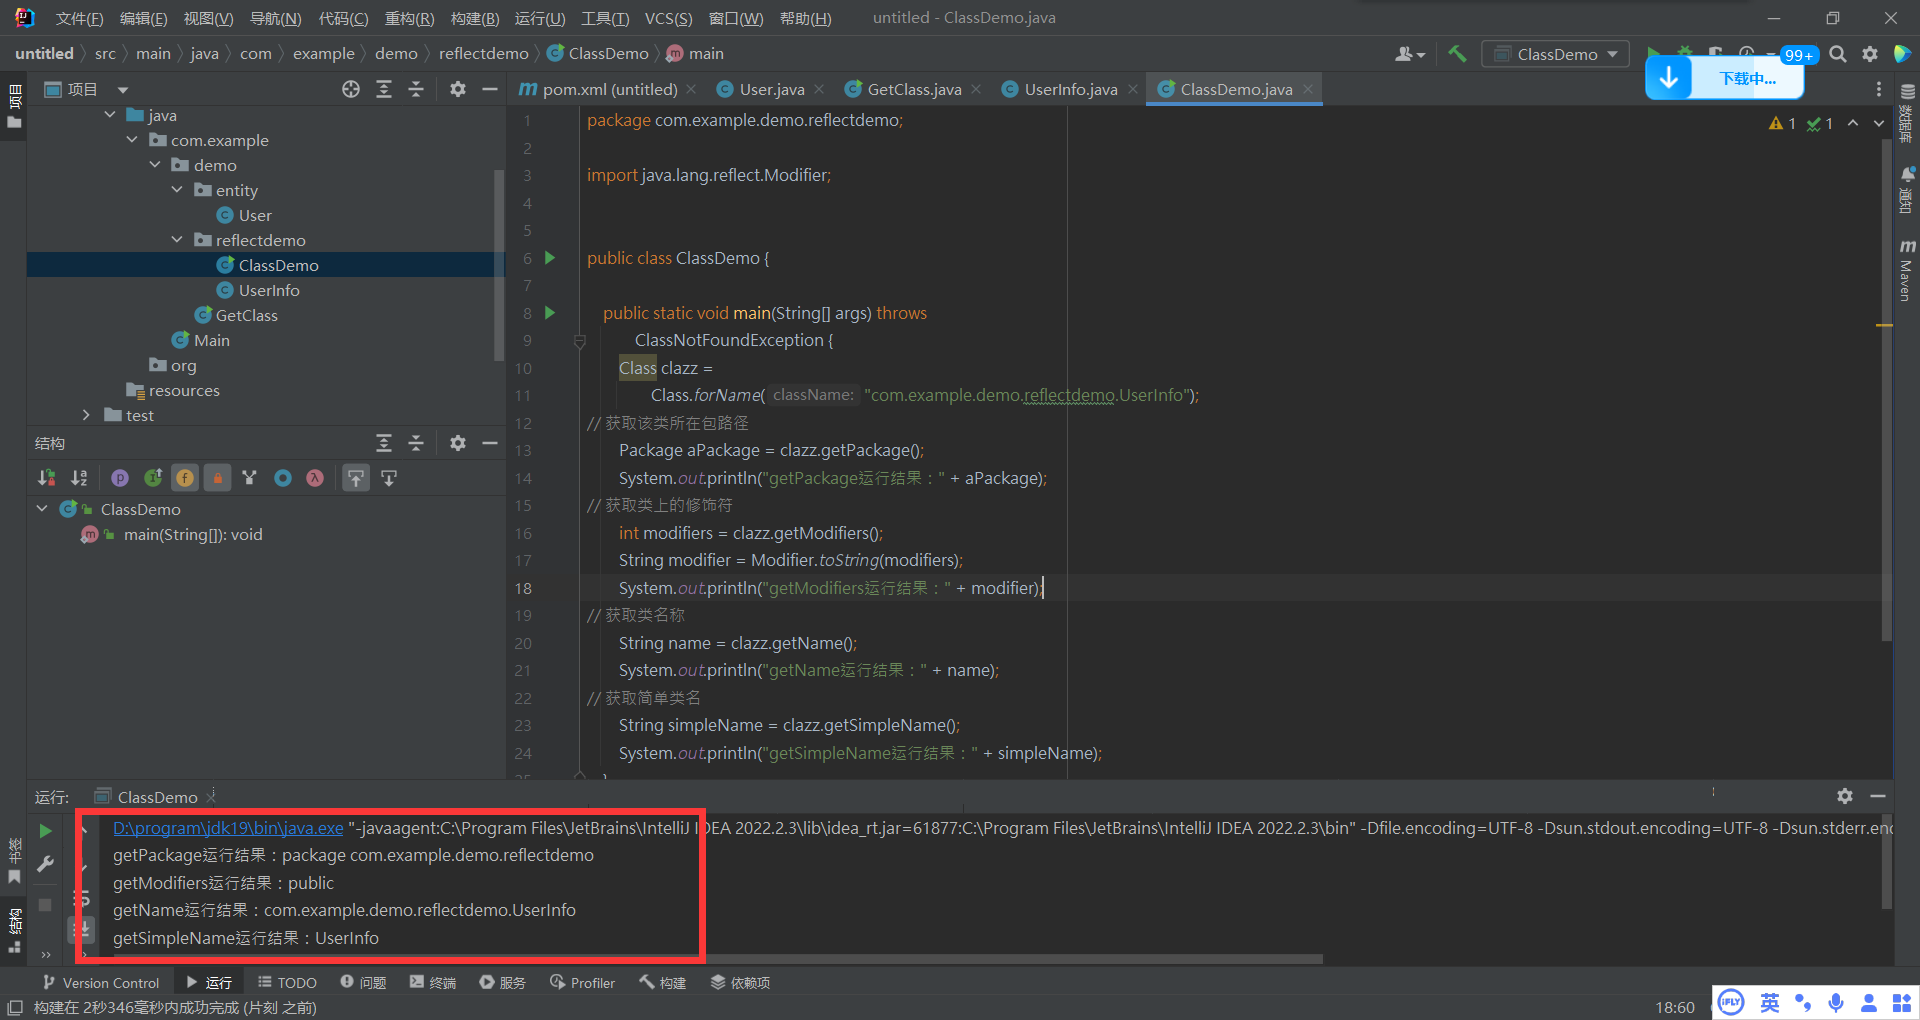 文件(F) 编辑(E) 视图(V) 导航(N) 代码(C) 重构(R) 构建(B) 运行(U) 工具(T) VCS(S) 窗口(W) 帮助(H) untitled - ClassDemo.java
untitled src main java com example demo reflectdemo ClassDemo main
ClassDemo
99+
下载中...
项目
项目
pom.xml (untitled) User.java GetClass.java UserInfo.java ClassDemo.java
java
com.example
demo
entity
User
reflectdemo
ClassDemo
UserInfo
GetClass
Main
org
resources
test
结构
ClassDemo
main(String[]): void
1 1
1 package com.example.demo.reflectdemo;
2
3 import java.lang.reflect.Modifier;
4
5
6 public class ClassDemo {
7
8 public static void main(String[] args) throws
9 ClassNotFoundException {
10 Class clazz =
11 Class.forName( className: "com.example.demo.reflectdemo.UserInfo");
12 // 获取该类所在包路径
13 Package aPackage = clazz.getPackage();
14 System.out.println("getPackage运行结果：" + aPackage);
15 // 获取类上的修饰符
16 int modifiers = clazz.getModifiers();
17 String modifier = Modifier.toString(modifiers);
18 System.out.println("getModifiers运行结果：" + modifier);
19 // 获取类名称
20 String name = clazz.getName();
21 System.out.println("getName运行结果：" + name);
22 // 获取简单类名
23 String simpleName = clazz.getSimpleName();
24 System.out.println("getSimpleName运行结果：" + simpleName);
数据库
通知
Maven
运行: ClassDemo
D:\program\jdk19\bin\java.exe "-javaagent:C:\Program Files\JetBrains\IntelliJ IDEA 2022.2.3\lib\idea_rt.jar=61877:C:\Program Files\JetBrains\IntelliJ IDEA 2022.2.3\bin" -Dfile.encoding=UTF-8 -Dsun.stdout.encoding=UTF-8 -Dsun.stderr.enc
getPackage运行结果：package com.example.demo.reflectdemo
getModifiers运行结果：public
getName运行结果：com.example.demo.reflectdemo.UserInfo
getSimpleName运行结果：UserInfo
书签
结构
Version Control 运行 TODO 问题 终端 服务 Profiler 构建 依赖项
构建在 2秒346毫秒内成功完成 (片刻 之前)
18:60
iFLY 英